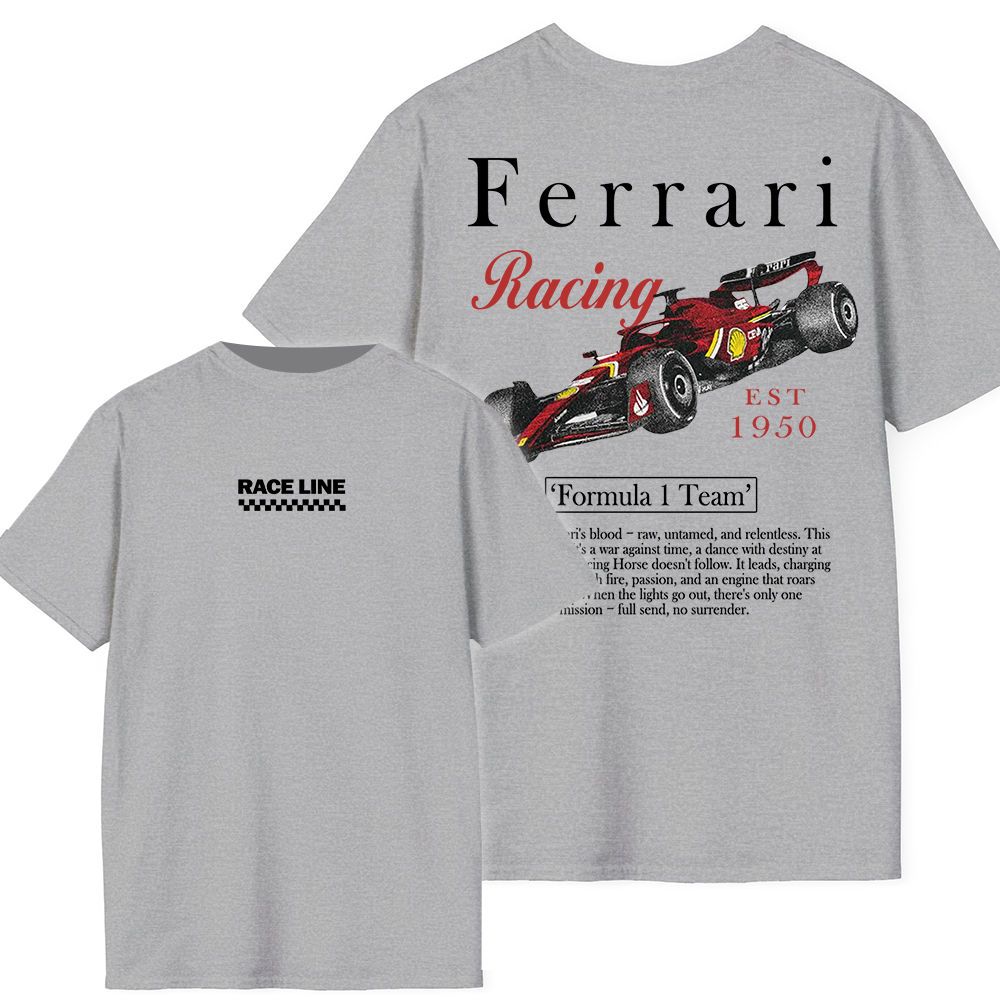 Ferrari
Racing
Ferrari
CEVA
EST
1950
RACE LINE
'Formula 1 Team'
blood – raw, untamed, and relentless. This
a war against time, a dance with destiny at
Horse doesn't follow. It leads, charging
fire, passion, and an engine that roars
the lights go out, there's only one
mission – full send, no surrender.